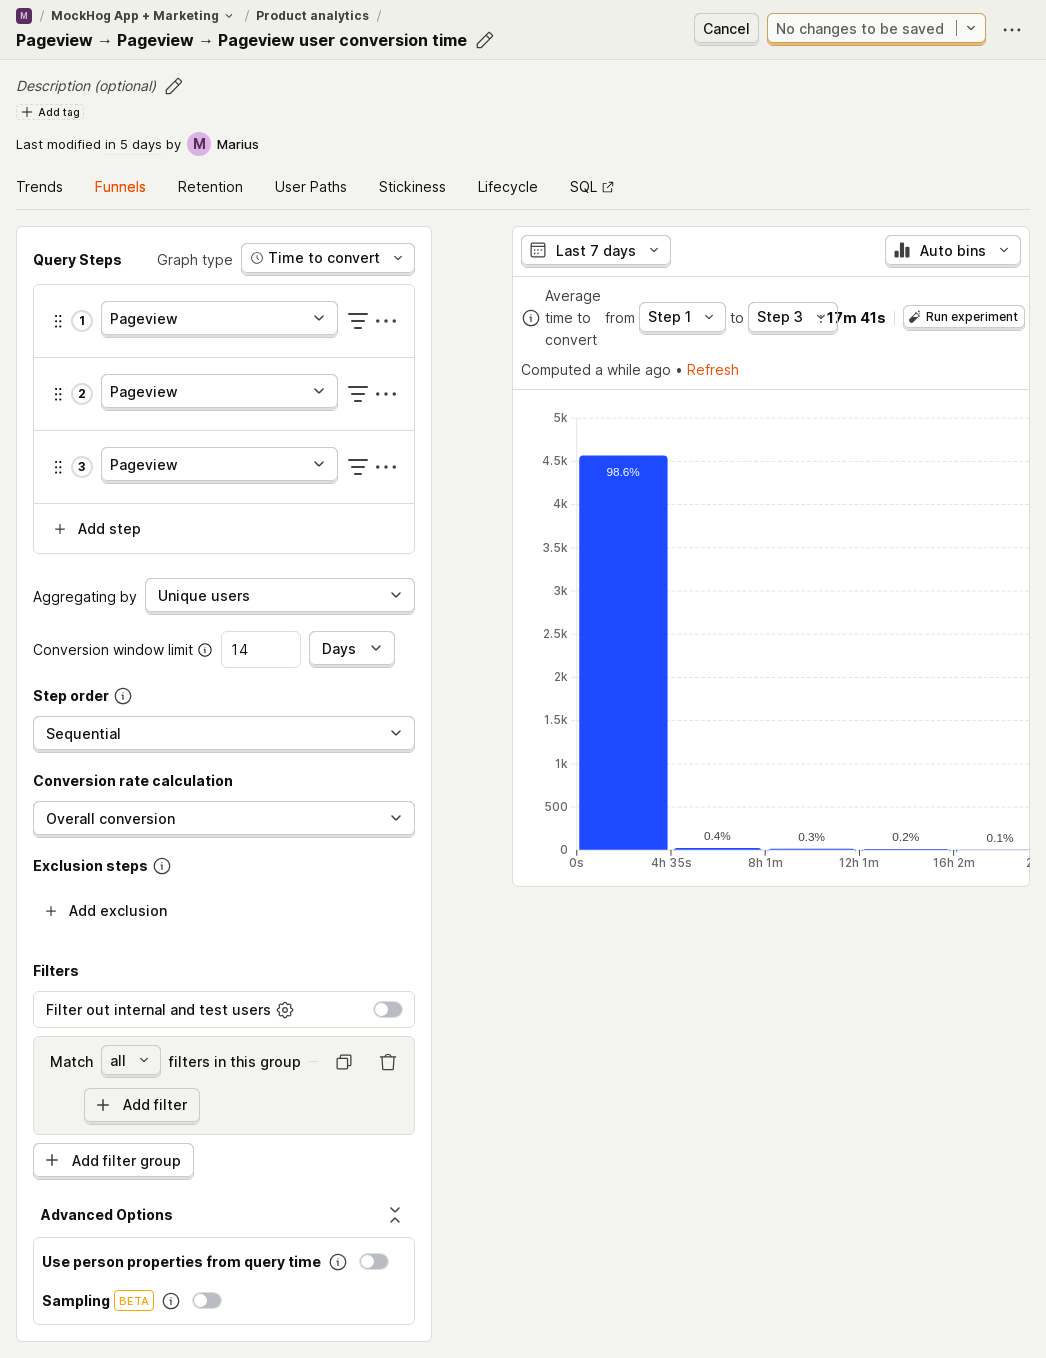 M / MockHog App + Marketing / Product analytics /
Pageview → Pageview → Pageview user conversion time
Cancel
No changes to be saved
Description (optional)
Add tag
Last modified in 5 days by M Marius
Trends Funnels Retention User Paths Stickiness Lifecycle SQL
Query Steps Graph type Time to convert
1 Pageview
2 Pageview
3 Pageview
Add step
Aggregating by Unique users
Conversion window limit 14 Days
Step order
Sequential
Conversion rate calculation
Overall conversion
Exclusion steps
Add exclusion
Filters
Filter out internal and test users
Match all filters in this group
Add filter
Add filter group
Advanced Options
Use person properties from query time
Sampling BETA
Last 7 days Auto bins
Average
time to from Step 1 to Step 3 17m 41s Run experiment
convert
Computed a while ago • Refresh
5k
4.5k
98.6%
4k
3.5k
3k
2.5k
2k
1.5k
1k
500
0.4% 0.3% 0.2% 0.1%
0
0s 4h 35s 8h 1m 12h 1m 16h 2m